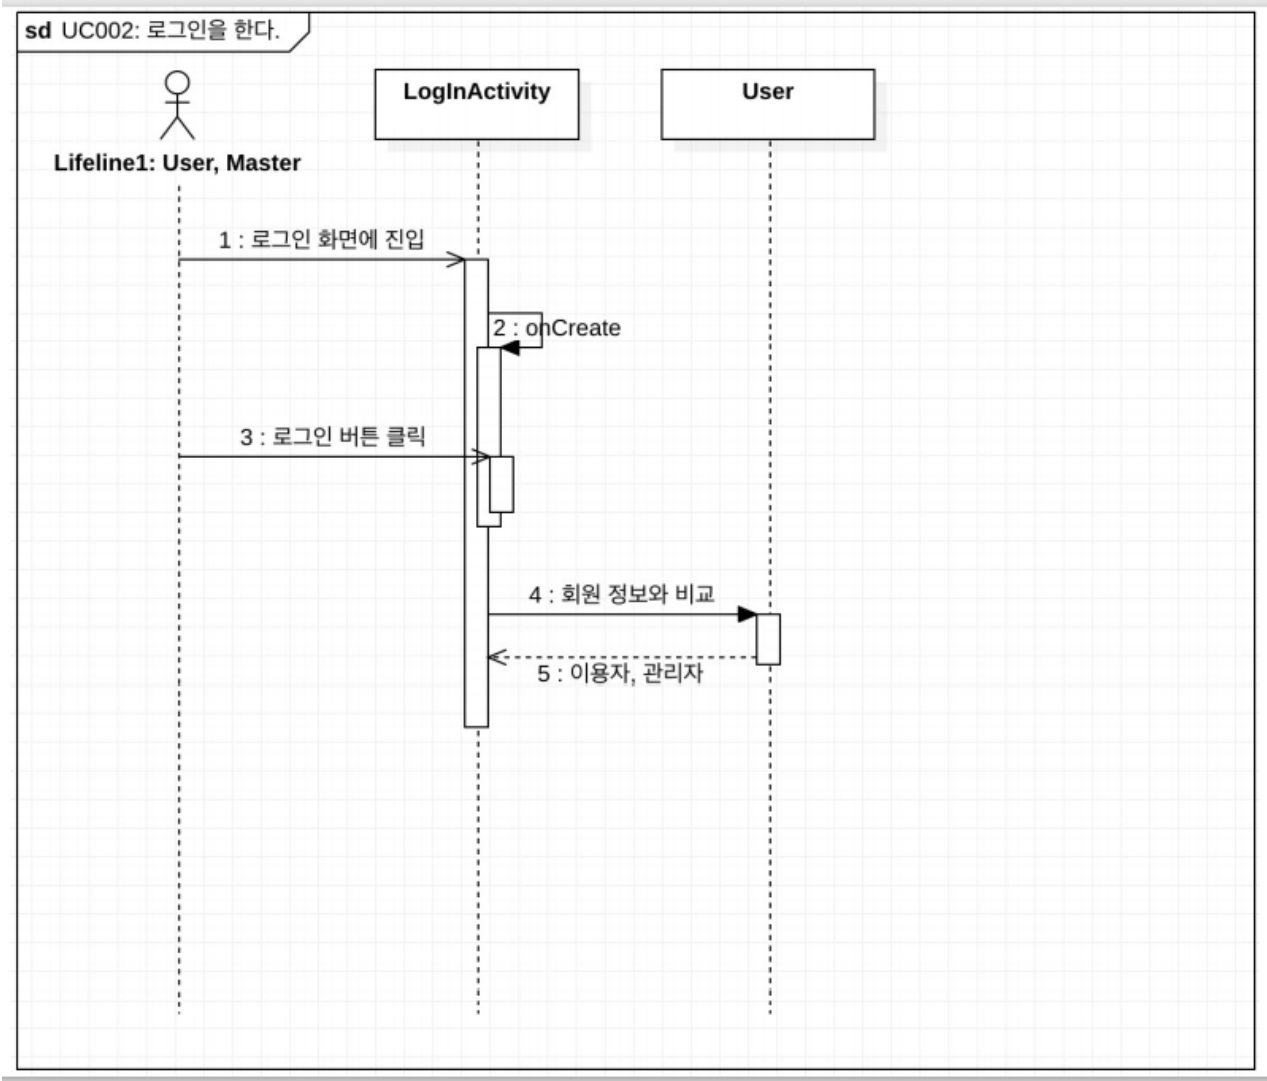 sd UC002: 로그인을 한다.
LogInActivity
User
Lifeline1: User, Master
1 : 로그인 화면에 진입
2 : onCreate
3 : 로그인 버튼 클릭
4 : 회원 정보와 비교
5 : 이용자, 관리자